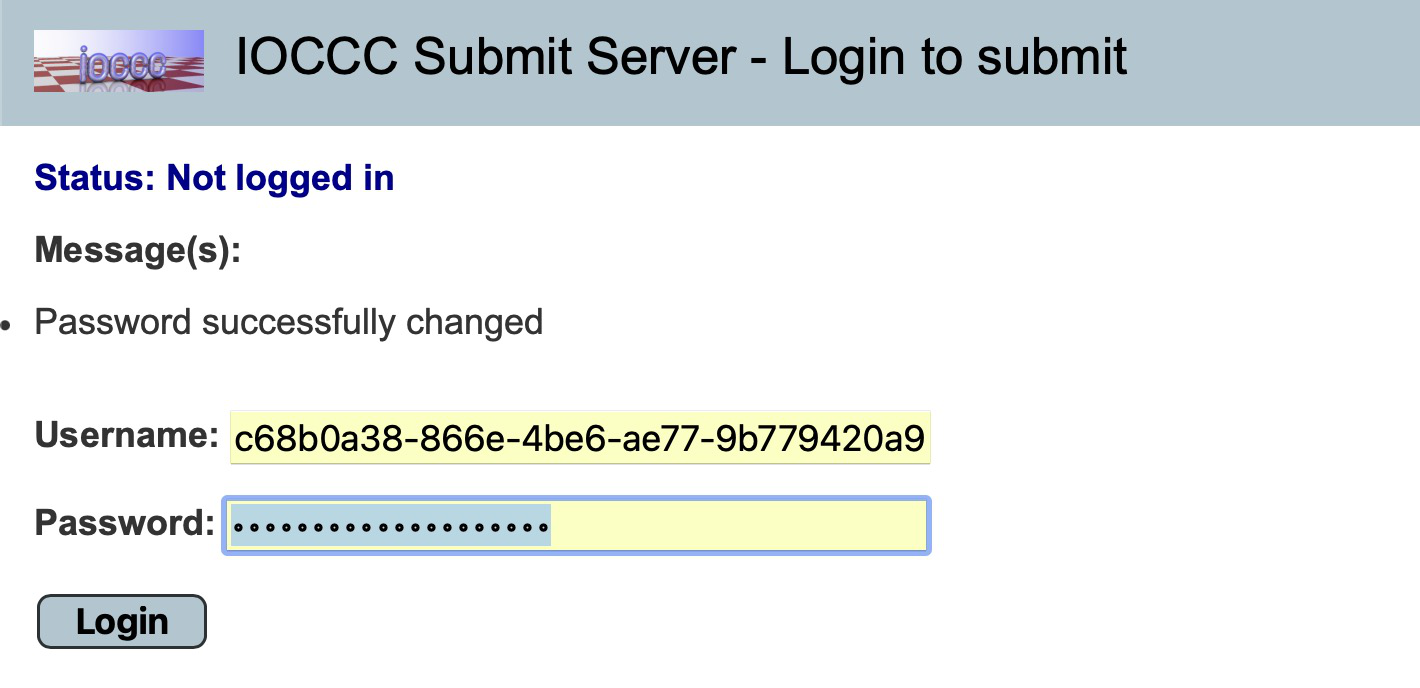 ioccc
IOCCC Submit Server - Login to submit
Status: Not logged in
Message(s):
• Password successfully changed
Username: c68b0a38-866e-4be6-ae77-9b779420a9
Password:
Login